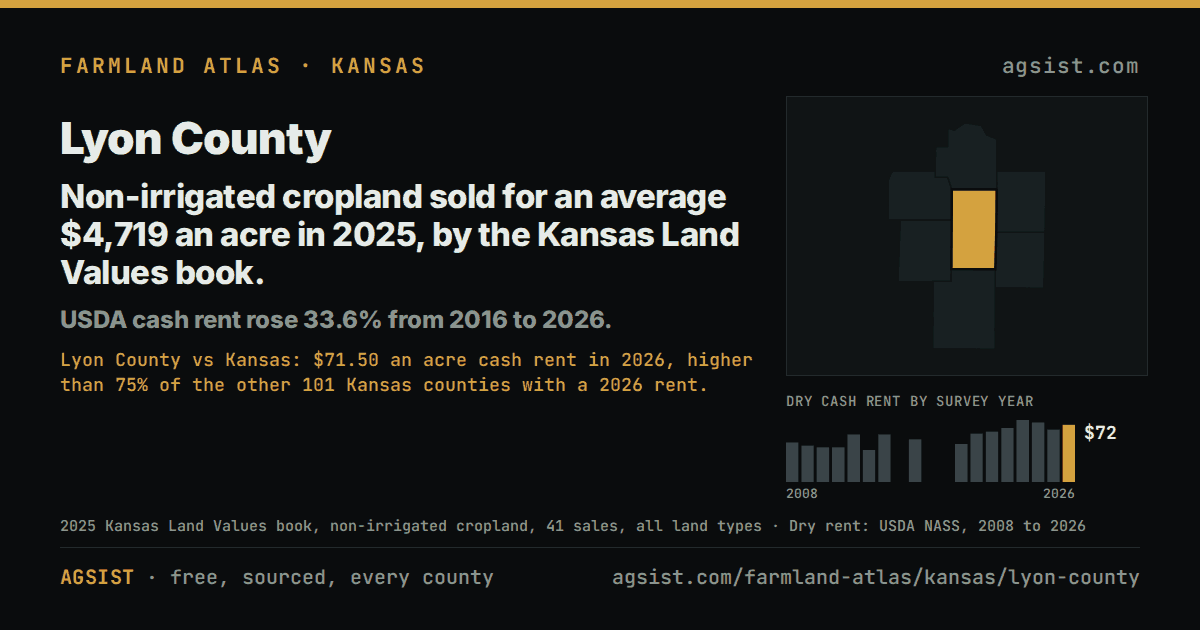 FARMLAND ATLAS · KANSAS
agsist.com
Lyon County
Non-irrigated cropland sold for an average
$4,719 an acre in 2025, by the Kansas Land
Values book.
USDA cash rent rose 33.6% from 2016 to 2026.
Lyon County vs Kansas: $71.50 an acre cash rent in 2026, higher
than 75% of the other 101 Kansas counties with a 2026 rent.
DRY CASH RENT BY SURVEY YEAR
$72
2008
2026
2025 Kansas Land Values book, non-irrigated cropland, 41 sales, all land types · Dry rent: USDA NASS, 2008 to 2026
AGSIST · free, sourced, every county
agsist.com/farmland-atlas/kansas/lyon-county